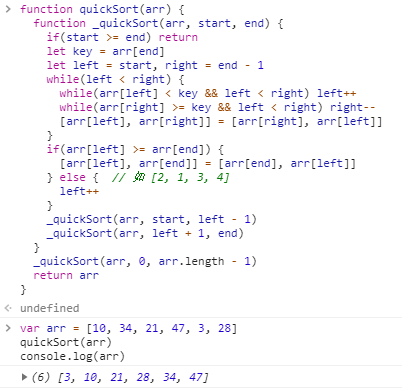 function quickSort(arr) {
function _quickSort(arr, start, end) {
if(start >= end) return
let key = arr[end]
let left = start, right = end - 1
while(left < right) {
while(arr[left] < key && left < right) left++
while(arr[right] >= key && left < right) right--
[arr[left], arr[right]] = [arr[right], arr[left]]
}
if(arr[left] >= arr[end]) {
[arr[left], arr[end]] = [arr[end], arr[left]]
} else { // 如 [2, 1, 3, 4]
left++
}
_quickSort(arr, start, left - 1)
_quickSort(arr, left + 1, end)
}
_quickSort(arr, 0, arr.length - 1)
return arr
}
undefined
var arr = [10, 34, 21, 47, 3, 28]
quickSort(arr)
console.log(arr)
(6) [3, 10, 21, 28, 34, 47]